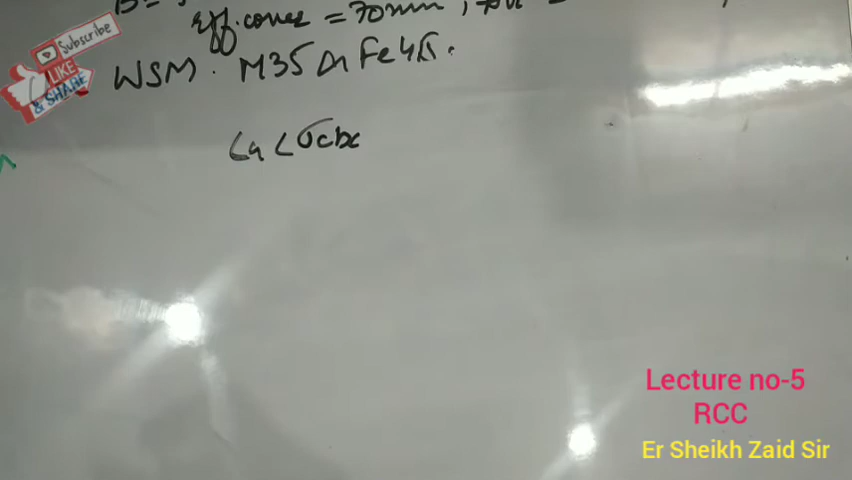 eff. cover = 70mm,
WSM. M35 & Fe415.
Ca < σcbc
Subscribe
LIKE
& SHARE
Lecture no-5
RCC
Er Sheikh Zaid Sir